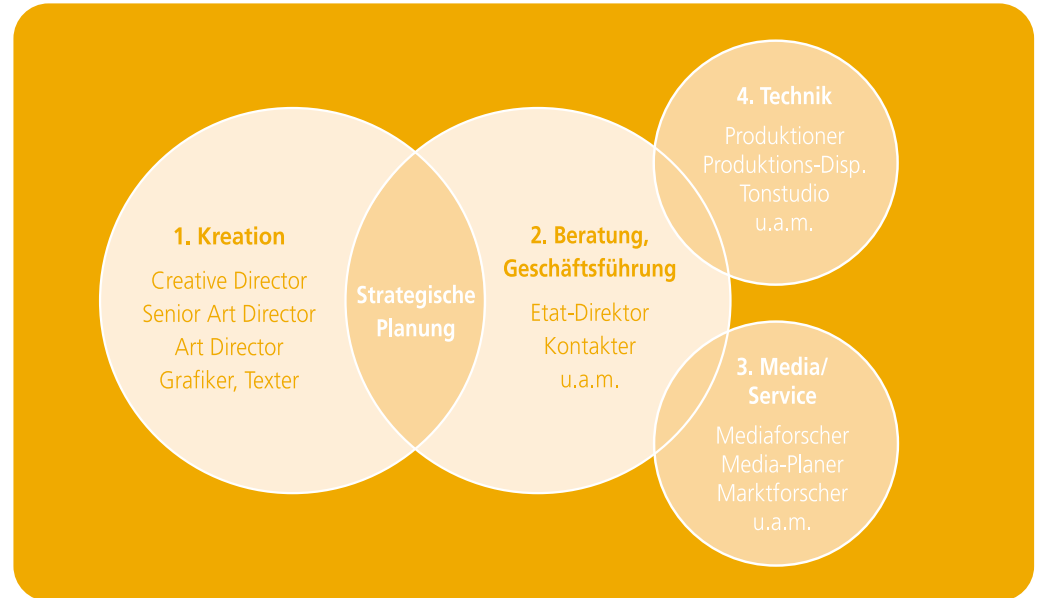 1. Kreation
Creative Director
Senior Art Director
Art Director
Grafiker, Texter
Strategische
Planung
2. Beratung,
Geschäftsführung
Etat-Direktor
Kontakter
u.a.m.
4. Technik
Produktioner
Produktions-Disp.
Tonstudio
u.a.m.
3. Media/
Service
Mediaforscher
Media-Planer
Marktforscher
u.a.m.